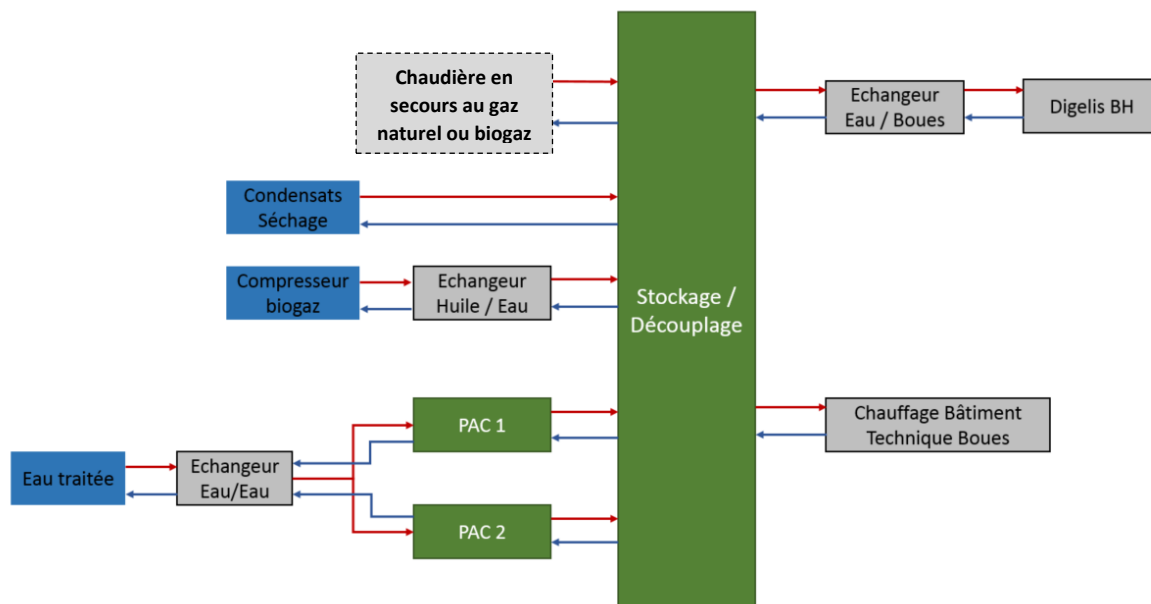 Chaudière en
secours au gaz
naturel ou biogaz
Echangeur
Eau / Boues
Digelis BH
Condensats
Séchage
Compresseur
biogaz
Echangeur
Huile / Eau
Stockage /
Découplage
PAC 1
Chauffage Bâtiment
Technique Boues
Eau traitée
Echangeur
Eau/Eau
PAC 2